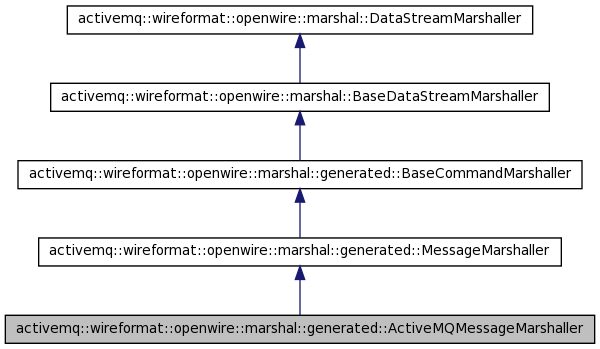 activemq::wireformat::openwire::marshal::DataStreamMarshaller
activemq::wireformat::openwire::marshal::BaseDataStreamMarshaller
activemq::wireformat::openwire::marshal::generated::BaseCommandMarshaller
activemq::wireformat::openwire::marshal::generated::MessageMarshaller
activemq::wireformat::openwire::marshal::generated::ActiveMQMessageMarshaller